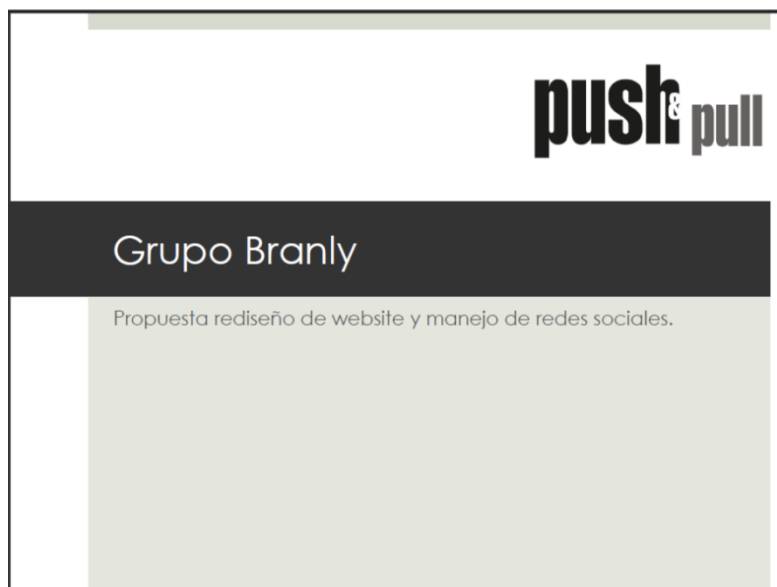 push & pull
Grupo Branly
Propuesta rediseño de website y manejo de redes sociales.